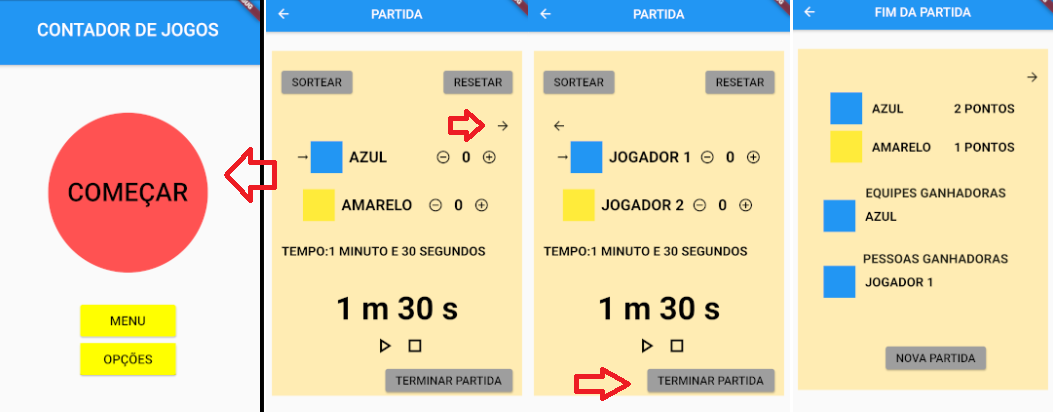 CONTADOR DE JOGOS
COMEÇAR
MENU
OPÇÕES
PARTIDA
SORTEAR RESETAR
AZUL 0
AMARELO 0
TEMPO:1 MINUTO E 30 SEGUNDOS
1 m 30 s
TERMINAR PARTIDA
PARTIDA
SORTEAR RESETAR
JOGADOR 1 0
JOGADOR 2 0
TEMPO:1 MINUTO E 30 SEGUNDOS
1 m 30 s
TERMINAR PARTIDA
FIM DA PARTIDA
AZUL 2 PONTOS
AMARELO 1 PONTOS
EQUIPES GANHADORAS
AZUL
PESSOAS GANHADORAS
JOGADOR 1
NOVA PARTIDA